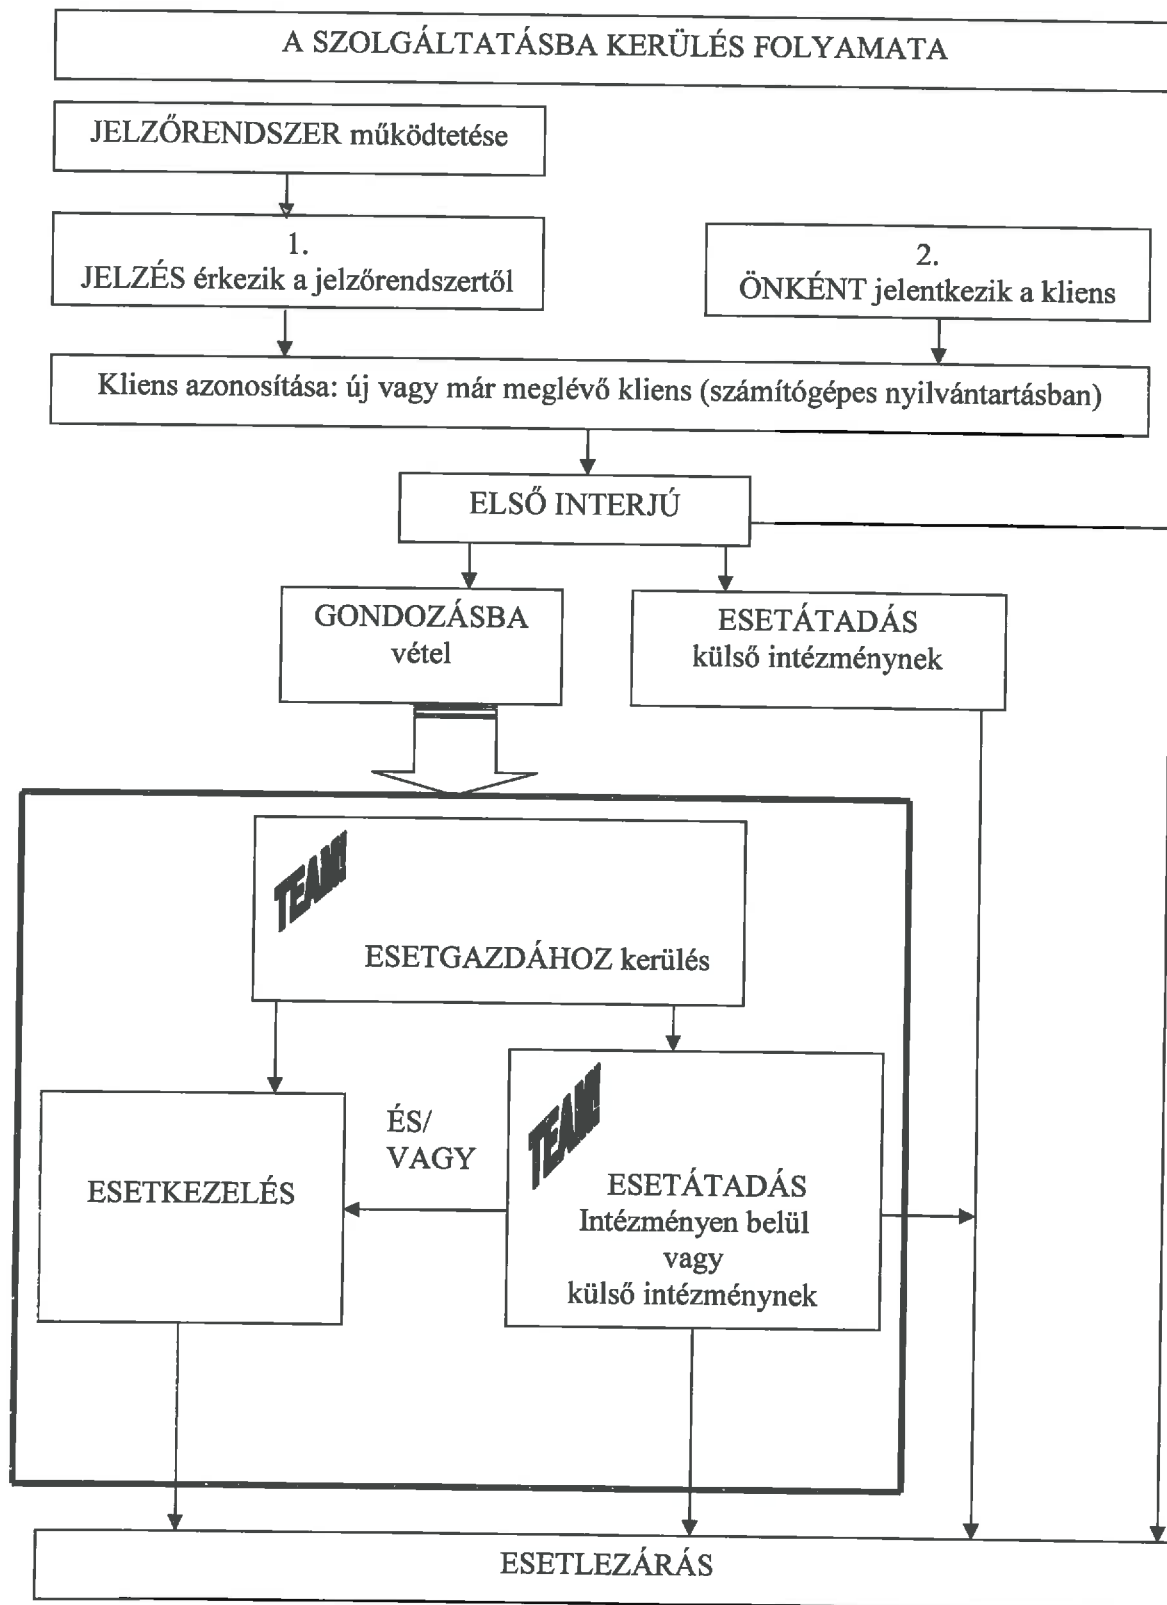 A SZOLGÁLTATÁSBA KERÜLÉS FOLYAMATA
JELZŐRENDSZER működtetése
1.
JELZÉS érkezik a jelzőrendszertől
2.
ÖNKÉNT jelentkezik a kliens
Kliens azonosítása: új vagy már meglévő kliens (számítógépes nyilvántartásban)
ELSŐ INTERJÚ
GONDOZÁSBA
vétel
ESETÁTADÁS
külső intézménynek
TEAM!
ESETGAZDÁHOZ kerülés
ESETKEZELÉS
ÉS/
VAGY
TEAM!
ESETÁTADÁS
Intézményen belül
vagy
külső intézménynek
ESETLEZÁRÁS